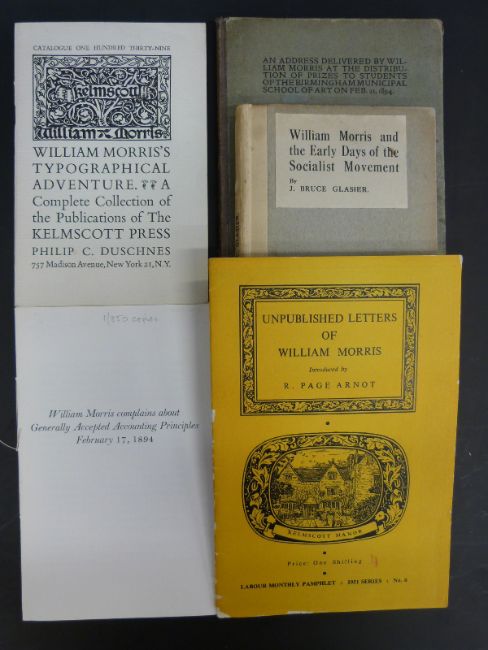 CATALOGUE ONE HUNDRED THIRTY-NINE
Kelmscott
William Morris
WILLIAM MORRIS'S
TYPOGRAPHICAL
ADVENTURE. A
Complete Collection of
the Publications of The
KELMSCOTT PRESS
PHILIP C. DUSCHNES
757 Madison Avenue, New York 21, N.Y.
AN ADDRESS DELIVERED BY WIL-
LIAM MORRIS AT THE DISTRIBU-
TION OF PRIZES TO STUDENTS
OF THE BIRMINGHAM MUNICIPAL
SCHOOL OF ART ON FEB. 21, 1894.
William Morris and
the Early Days of the
Socialist Movement
By
J. BRUCE GLASIER.
1/850 copies
William Morris complains about
Generally Accepted Accounting Principles
February 17, 1894
UNPUBLISHED LETTERS
OF
WILLIAM MORRIS
Introduced by
R. PAGE ARNOT
KELMSCOTT MANOR
Price: One Shilling
LABOUR MONTHLY PAMPHLET : 1951 SERIES : No. 6